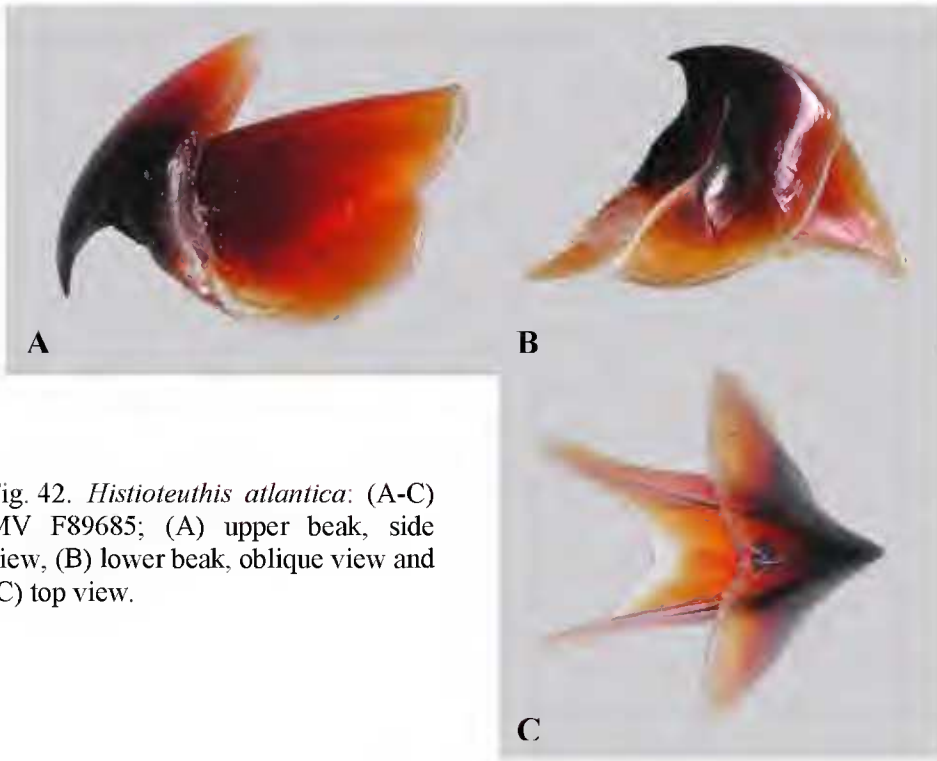 A
B
C
ig. 42. Histioteuthis atlantica: (A-C)
MV F89685; (A) upper beak, side
iew, (B) lower beak, oblique view and
C) top view.